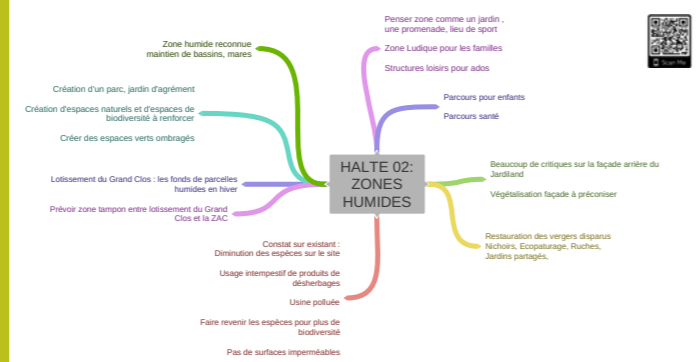 Penser zone comme un jardin ,
une promenade, lieu de sport
Zone Ludique pour les familles
Structures loisirs pour ados
Zone humide reconnue
maintien de bassins, mares
Création d'un parc, jardin d'agrément
Création d'espaces naturels et d'espaces de
biodiversité à renforcer
Créer des espaces verts ombragés
Parcours pour enfants
Parcours santé
HALTE 02:
ZONES
HUMIDES
Lotissement du Grand Clos : les fonds de parcelles
humides en hiver
Prévoir zone tampon entre lotissement du Grand
Clos et la ZAC
Beaucoup de critiques sur la façade arrière du
Jardiland
Végétalisation façade à préconiser
Restauration des vergers disparus
Nichoirs, Ecopaturage, Ruches,
Jardins partagés,
Constat sur existant :
Diminution des espèces sur le site
Usage intempestif de produits de
désherbages
Usine polluée
Faire revenir les espèces pour plus de
biodiversité
Pas de surfaces imperméables
Scan Me